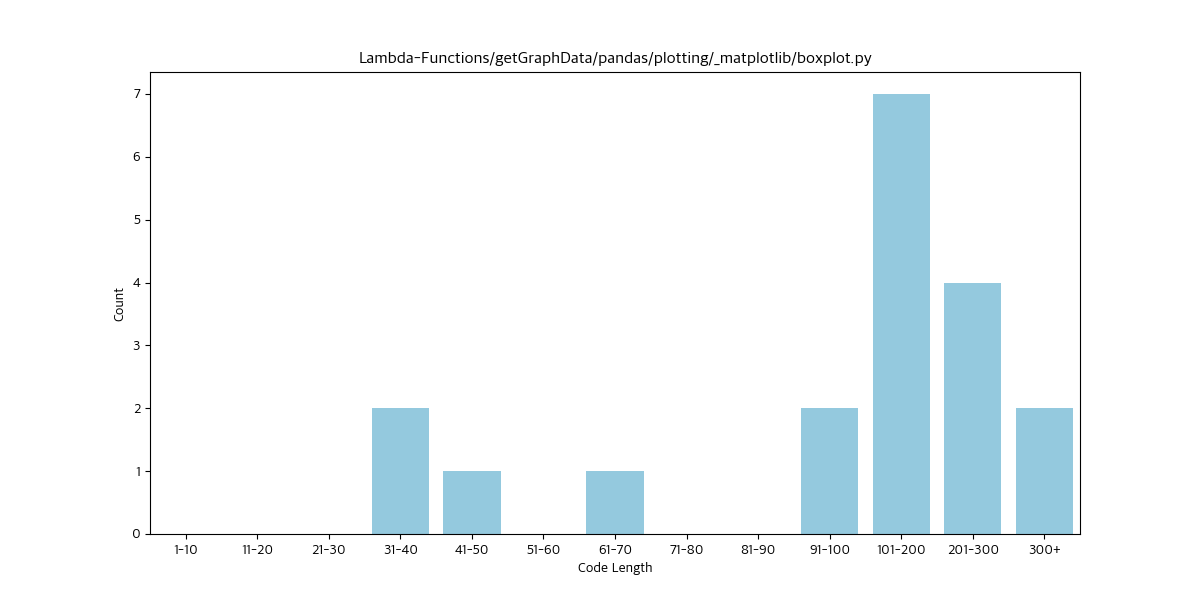 Lambda-Functions/getGraphData/pandas/plotting/_matplotlib/boxplot.py
7
6
5
4
3
2
1
0
Count
1-10 11-20 21-30 31-40 41-50 51-60 61-70 71-80 81-90 91-100 101-200 201-300 300+
Code Length